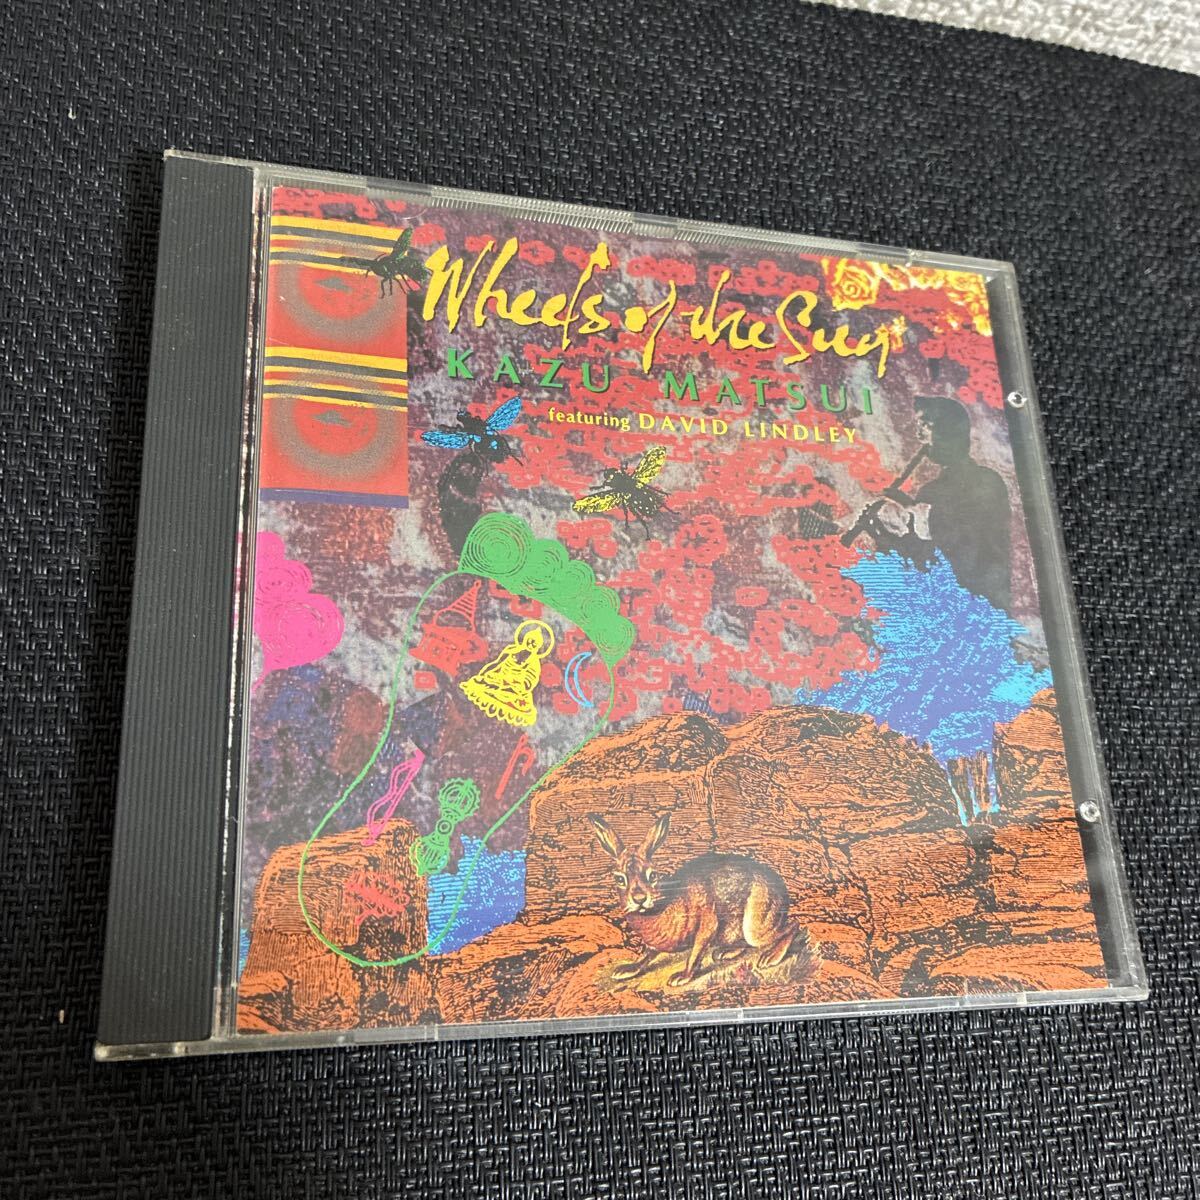 Wheels of the Sun
KAZU MATSUI
featuring DAVID LINDLEY